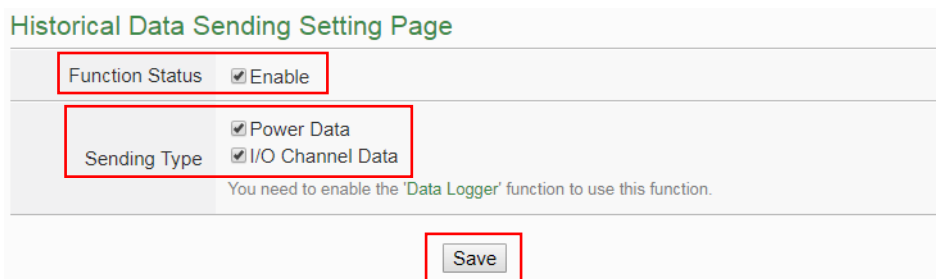 Historical Data Sending Setting Page
Function Status Enable
Power Data
Sending Type I/O Channel Data
You need to enable the 'Data Logger' function to use this function.
Save